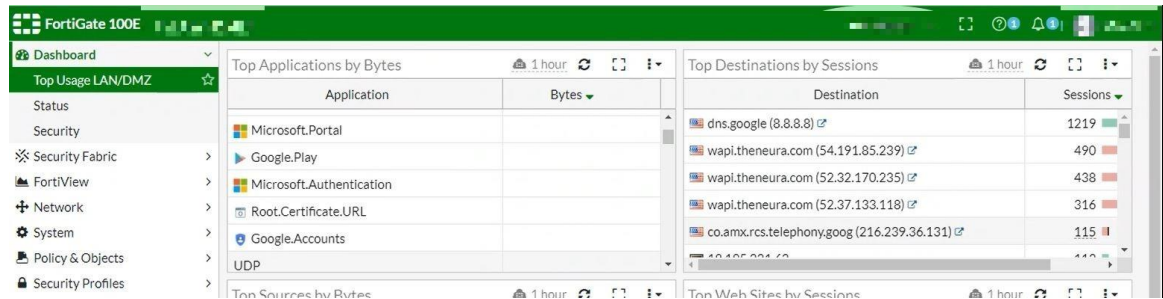 FortiGate 100E
1
1
Dashboard
Top Usage LAN/DMZ
Status
Security
Security Fabric
FortiView
Network
System
Policy & Objects
Security Profiles
Top Applications by Bytes
1 hour
Application
Bytes
Microsoft.Portal
Google.Play
Microsoft.Authentication
Root.Certificate.URL
Google.Accounts
UDP
Top Destinations by Sessions
1 hour
Destination
Sessions
dns.google (8.8.8.8)
1219
wapi.theneura.com (54.191.85.239)
490
wapi.theneura.com (52.32.170.235)
438
wapi.theneura.com (52.37.133.118)
316
co.amx.rcs.telephony.goog (216.239.36.131)
115
Top Sources by Bytes
1 hour
Top Web Sites by Sessions
1 hour